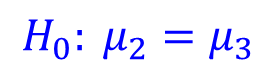 H₀: μ₂ = μ₃